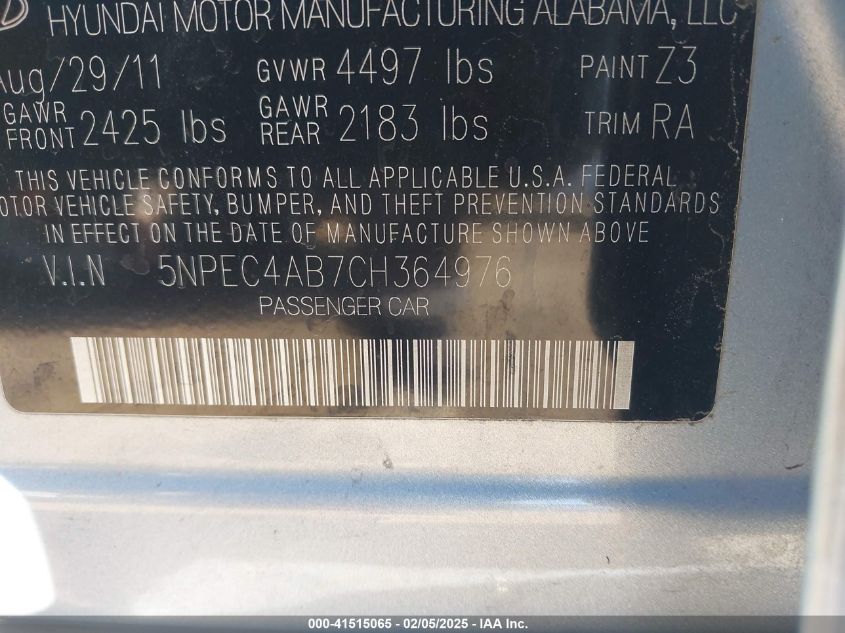 HYUNDAI MOTOR MANUFACTURING ALABAMA, LLC
Aug/29/11 GVWR 4497 lbs PAINT Z3
GAWR FRONT 2425 lbs GAWR REAR 2183 lbs TRIM RA
THIS VEHICLE CONFORMS TO ALL APPLICABLE U.S.A. FEDERAL
OTOR VEHICLE SAFETY, BUMPER, AND THEFT PREVENTION STANDARDS
IN EFFECT ON THE DATE OF MANUFACTURE SHOWN ABOVE
V.I.N 5NPEC4AB7CH364976
PASSENGER CAR
000-41515065 - 02/05/2025 - IAA Inc.